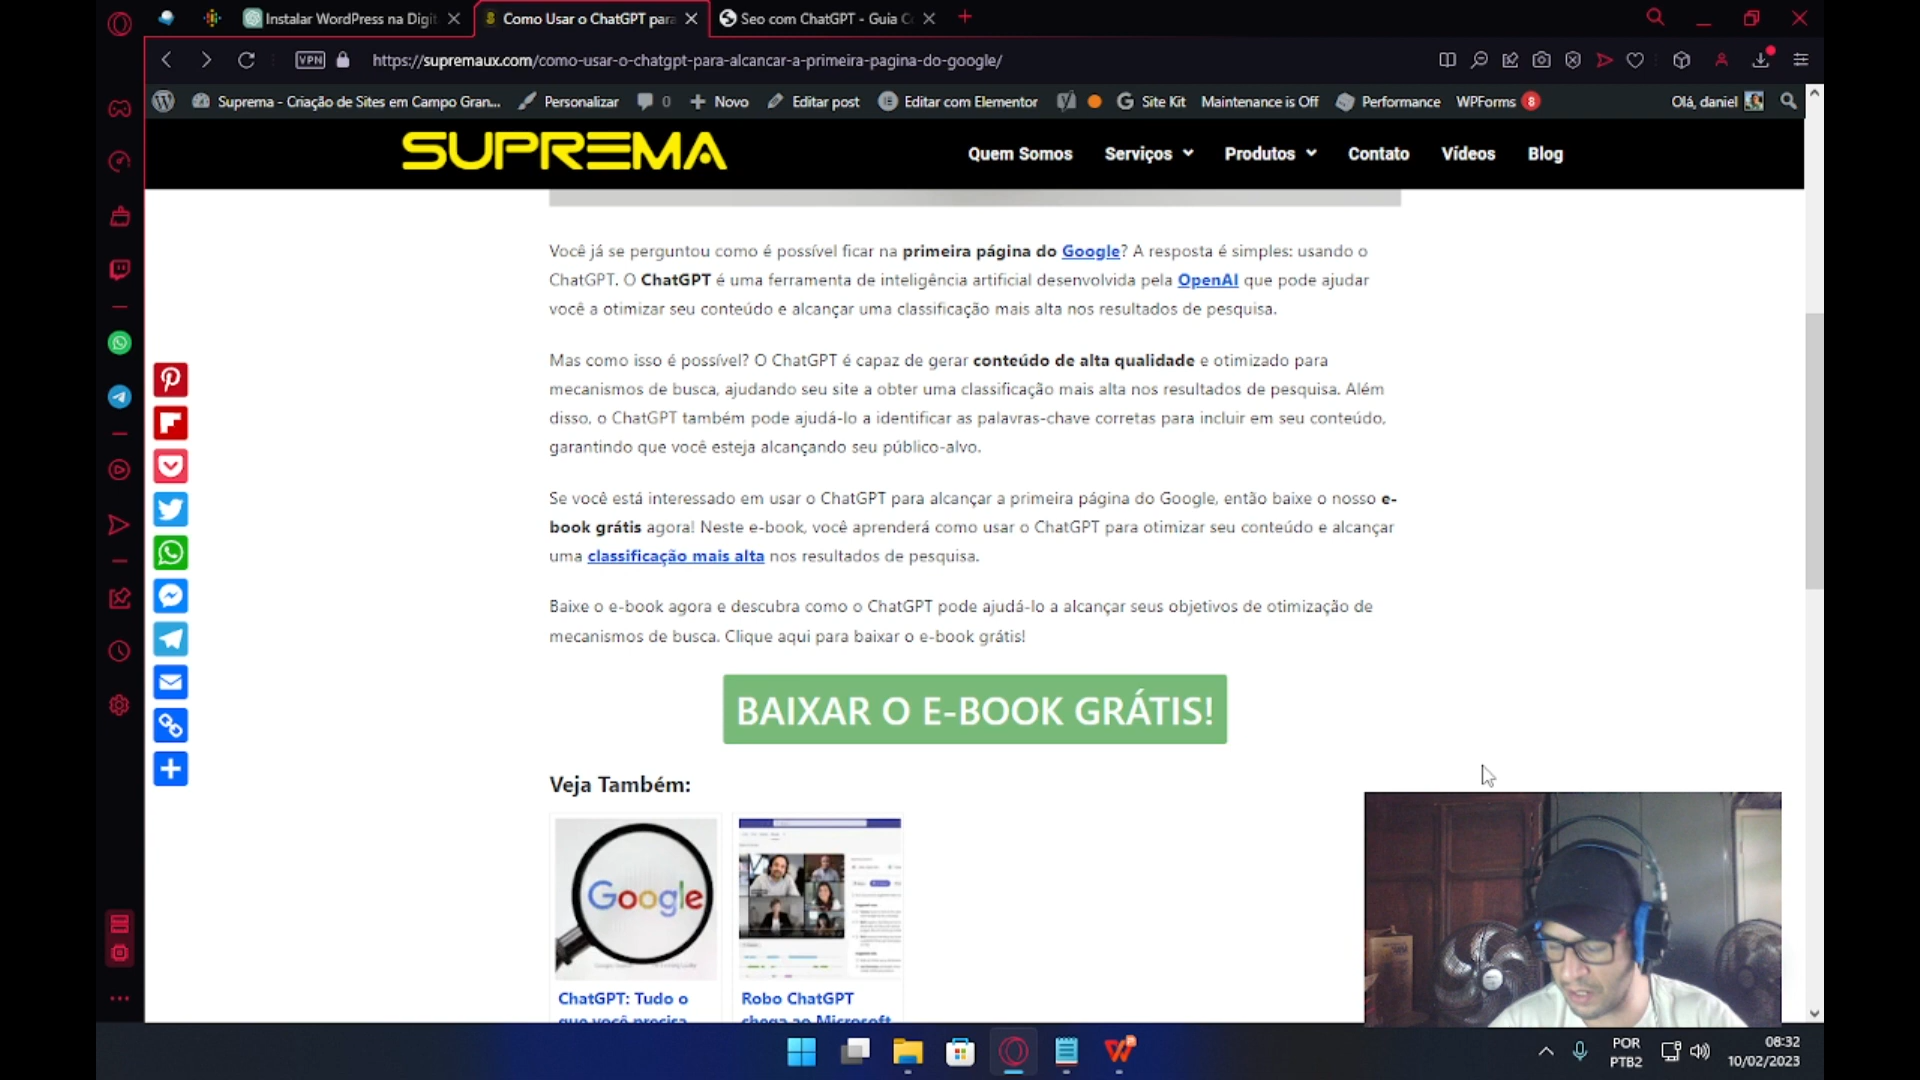 Instalar WordPress na Digit
Como Usar o ChatGPT para
Seo com ChatGPT - Guia C
VPN
https://supremaux.com/como-usar-o-chatgpt-para-alcancar-a-primeira-pagina-do-google/
Suprema - Criação de Sites em Campo Gran...
Personalizar
0
Novo
Editar post
Editar com Elementor
Site Kit
Maintenance is Off
Performance
WPForms 8
Olá, daniel
SUPREMA
Quem Somos
Serviços
Produtos
Contato
Vídeos
Blog
Você já se perguntou como é possível ficar na primeira página do Google? A resposta é simples: usando o
ChatGPT. O ChatGPT é uma ferramenta de inteligência artificial desenvolvida pela OpenAI que pode ajudar
você a otimizar seu conteúdo e alcançar uma classificação mais alta nos resultados de pesquisa.
Mas como isso é possível? O ChatGPT é capaz de gerar conteúdo de alta qualidade e otimizado para
mecanismos de busca, ajudando seu site a obter uma classificação mais alta nos resultados de pesquisa. Além
disso, o ChatGPT também pode ajudá-lo a identificar as palavras-chave corretas para incluir em seu conteúdo,
garantindo que você esteja alcançando seu público-alvo.
Se você está interessado em usar o ChatGPT para alcançar a primeira página do Google, então baixe o nosso e-
book grátis agora! Neste e-book, você aprenderá como usar o ChatGPT para otimizar seu conteúdo e alcançar
uma classificação mais alta nos resultados de pesquisa.
Baixe o e-book agora e descubra como o ChatGPT pode ajudá-lo a alcançar seus objetivos de otimização de
mecanismos de busca. Clique aqui para baixar o e-book grátis!
BAIXAR O E-BOOK GRÁTIS!
Veja Também:
Google
ChatGPT: Tudo o
que você precisa
Robo ChatGPT
chega ao Microsoft
POR
PTB2
08:32
10/02/2023